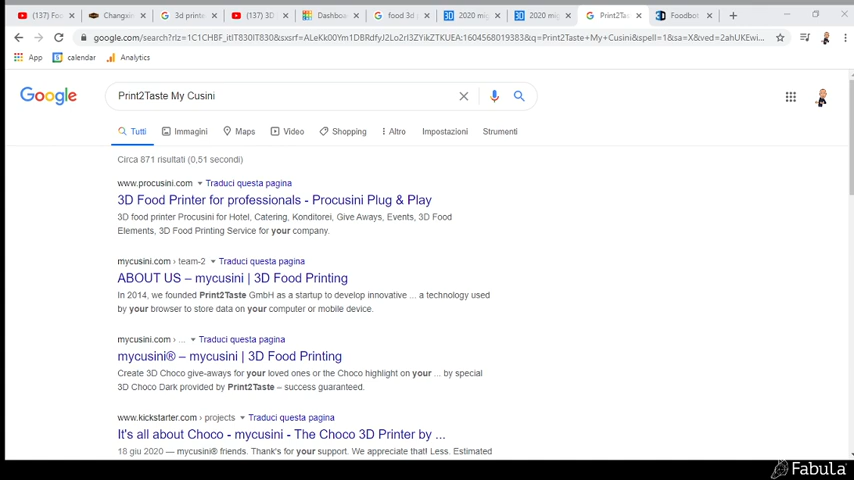 (137) Foo
Changxin
3d printe
(137) 3D
Dashboa
food 3d p
2020 mig
2020 mig
Print2Tas
Foodbot
google.com/search?rlz=1C1CHBF_itIT830IT830&sxsrf=ALeKk00Ym1DBRdfyJ2Lo2rI3ZYikZTKUEA:1604568019383&q=Print2Taste+My+Cusini&spell=1&sa=X&ved=2ahUKEwi...
App calendar Analytics
Google Print2Taste My Cusini
Tutti Immagini Maps Video Shopping Altro Impostazioni Strumenti
Circa 871 risultati (0,51 secondi)
www.procusini.com Traduci questa pagina
3D Food Printer for professionals - Procusini Plug & Play
3D food printer Procusini for Hotel, Catering, Konditorei, Give Aways, Events, 3D Food
Elements, 3D Food Printing Service for your company.
mycusini.com › team-2 Traduci questa pagina
ABOUT US – mycusini | 3D Food Printing
In 2014, we founded Print2Taste GmbH as a startup to develop innovative ... a technology used
by your browser to store data on your computer or mobile device.
mycusini.com › ... Traduci questa pagina
mycusini® – mycusini | 3D Food Printing
Create 3D Choco give-aways for your loved ones or the Choco highlight on your ... by special
3D Choco Dark provided by Print2Taste – success guaranteed.
www.kickstarter.com › projects Traduci questa pagina
It's all about Choco - mycusini - The Choco 3D Printer by ...
18 giu 2020 — mycusini® friends. Thank's for your support. We appreciate that! Less. Estimated
Fabula